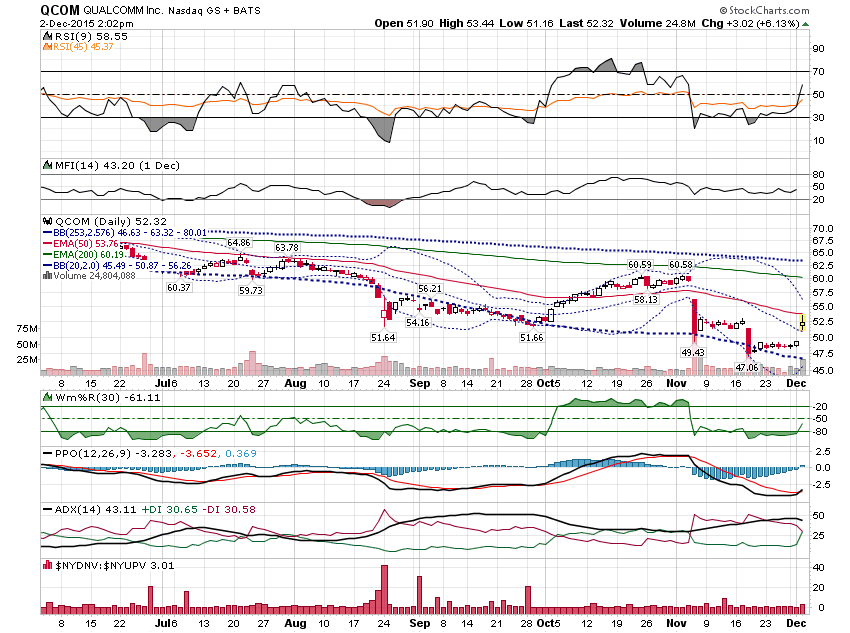 QCOM QUALCOMM Inc. Nasdaq GS + BATS © StockCharts.com
2-Dec-2015 2:02pm Open 51.90 High 53.44 Low 51.16 Last 52.32 Volume 24.8M Chg +3.02 (+6.13%)
RSI(9) 58.55
RSI(45) 45.37
90
70
50
30
10
MFI(14) 43.20 (1 Dec)
80
50
20
QCOM (Daily) 52.32
BB(253,2.576) 46.63 - 63.32 - 80.01
EMA(50) 53.76
EMA(200) 60.19
BB(20,2.0) 45.49 - 50.87 - 56.26
Volume 24,804,088
70.0
67.5
65.0
62.5
60.0
57.5
55.0
52.5
50.0
47.5
45.0
75M
50M
25M
60.37
64.86
59.73
63.78
51.64
54.16
56.21
51.66
60.59
58.13
60.58
49.43
47.06
8 15 22 Jul 6 13 20 Aug 10 17 24 Sep 8 14 21 28 Oct 5 12 19 26 Nov 9 16 23 Dec
Wm%R(30) -61.11
-20
-50
-80
PPO(12,26,9) -3.283, -3.652, 0.369
2.5
0.0
-2.5
ADX(14) 43.11 +DI 30.65 -DI 30.58
50
25
$NYDNV:$NYUPV 3.01
40
20
0
8 15 22 Jul 6 13 20 Aug 10 17 24 Sep 8 14 21 28 Oct 5 12 19 26 Nov 9 16 23 Dec